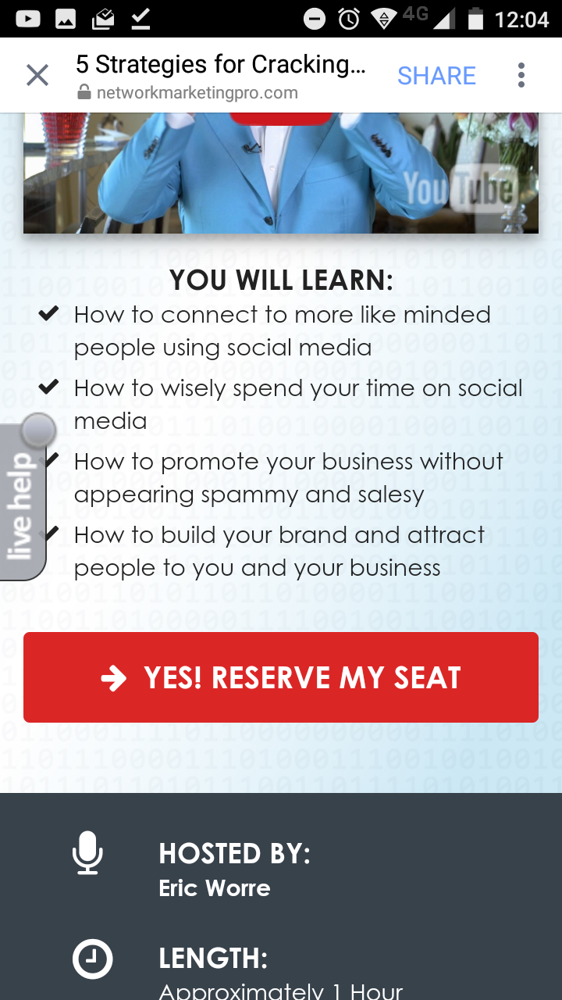 4G 12:04
5 Strategies for Cracking...
networkmarketingpro.com
SHARE
YouTube
YOU WILL LEARN:
How to connect to more like minded
people using social media
How to wisely spend your time on social
media
How to promote your business without
appearing spammy and salesy
How to build your brand and attract
people to you and your business
live help
YES! RESERVE MY SEAT
HOSTED BY:
Eric Worre
LENGTH:
Approximately 1 Hour